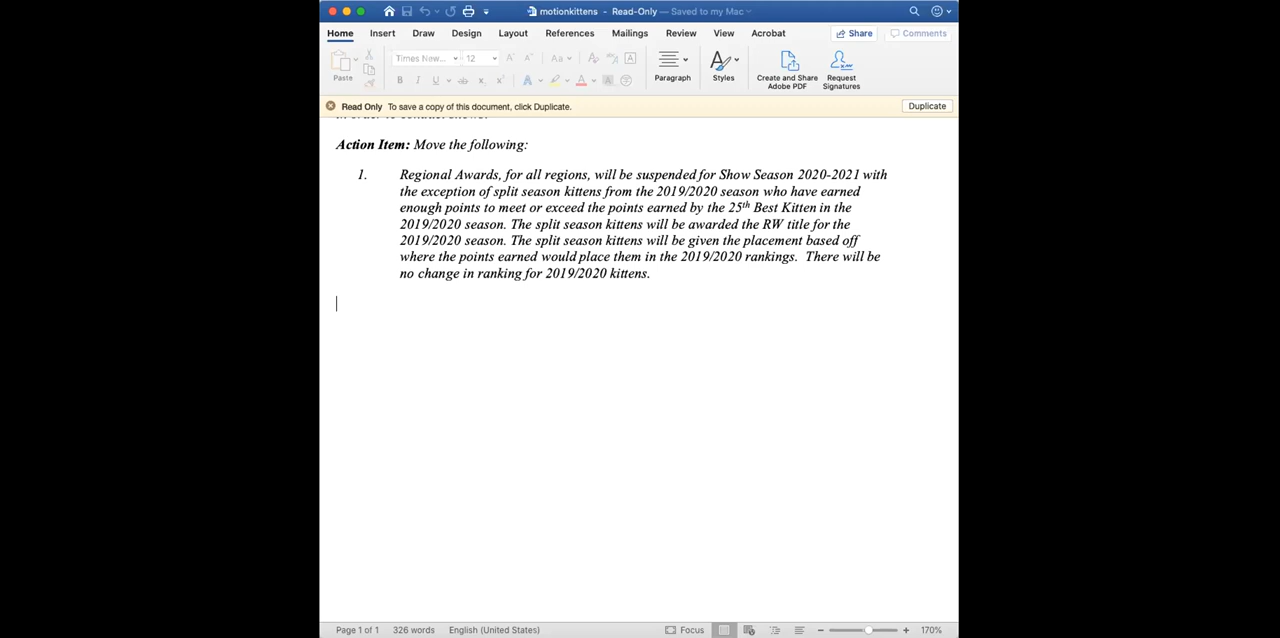 motionkittens - Read-Only — Saved to my Mac
Home Insert Draw Design Layout References Mailings Review View Acrobat Share Comments
Paste Times New... 12 Aa A Paragraph Styles Create and Share Adobe PDF Request Signatures
B I U ab x x A A A
Read Only To save a copy of this document, click Duplicate. Duplicate
Action Item: Move the following:
1. Regional Awards, for all regions, will be suspended for Show Season 2020-2021 with
the exception of split season kittens from the 2019/2020 season who have earned
enough points to meet or exceed the points earned by the 25th Best Kitten in the
2019/2020 season. The split season kittens will be awarded the RW title for the
2019/2020 season. The split season kittens will be given the placement based off
where the points earned would place them in the 2019/2020 rankings. There will be
no change in ranking for 2019/2020 kittens.
Page 1 of 1 326 words English (United States) Focus 170%